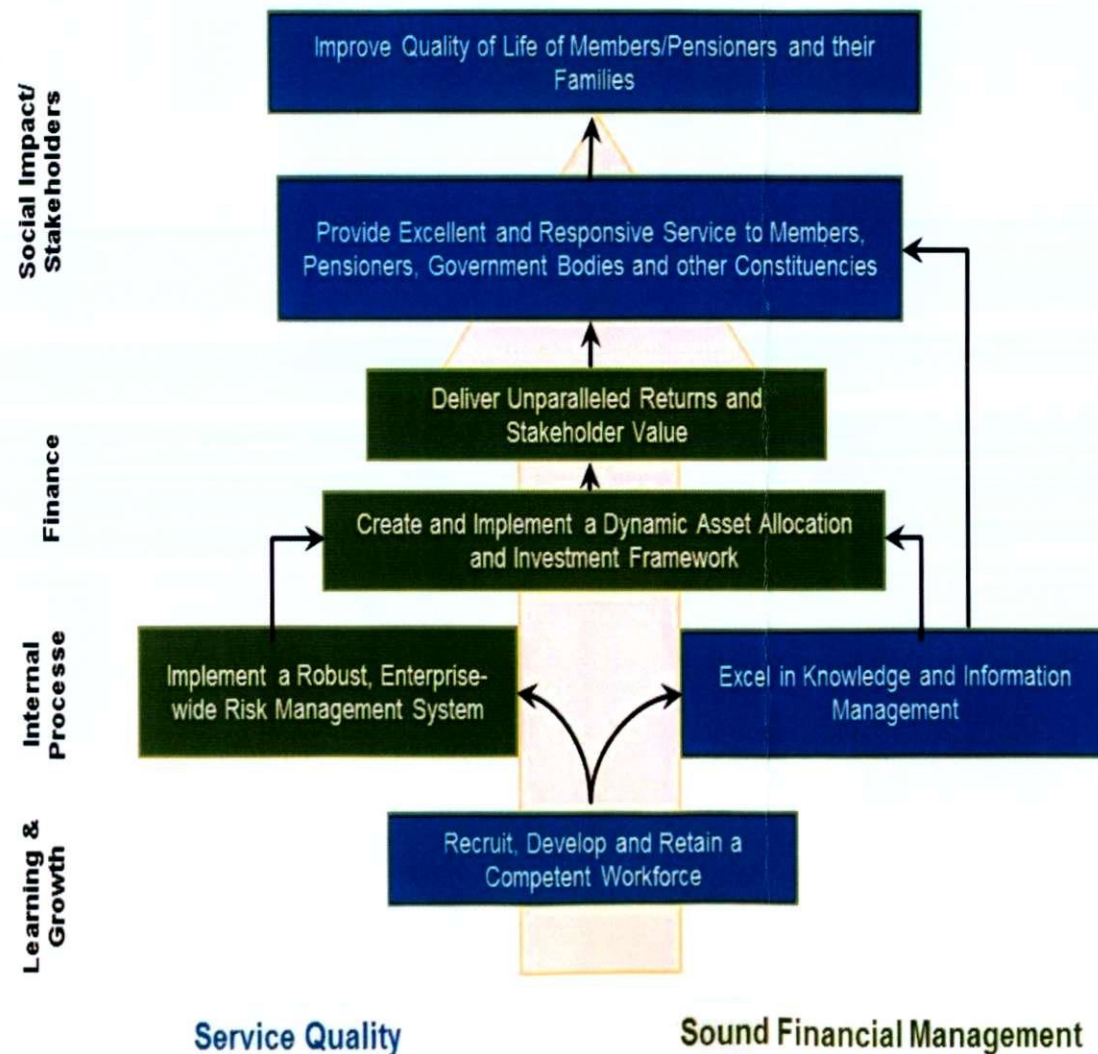 Social Impact/
Stakeholders
Improve Quality of Life of Members/Pensioners and their
Families
Provide Excellent and Responsive Service to Members,
Pensioners, Government Bodies and other Constituencies
Finance
Deliver Unparalleled Returns and
Stakeholder Value
Create and Implement a Dynamic Asset Allocation
and Investment Framework
Internal
Processe
Implement a Robust, Enterprise-
wide Risk Management System
Excel in Knowledge and Information
Management
Learning &
Growth
Recruit, Develop and Retain a
Competent Workforce
Service Quality
Sound Financial Management